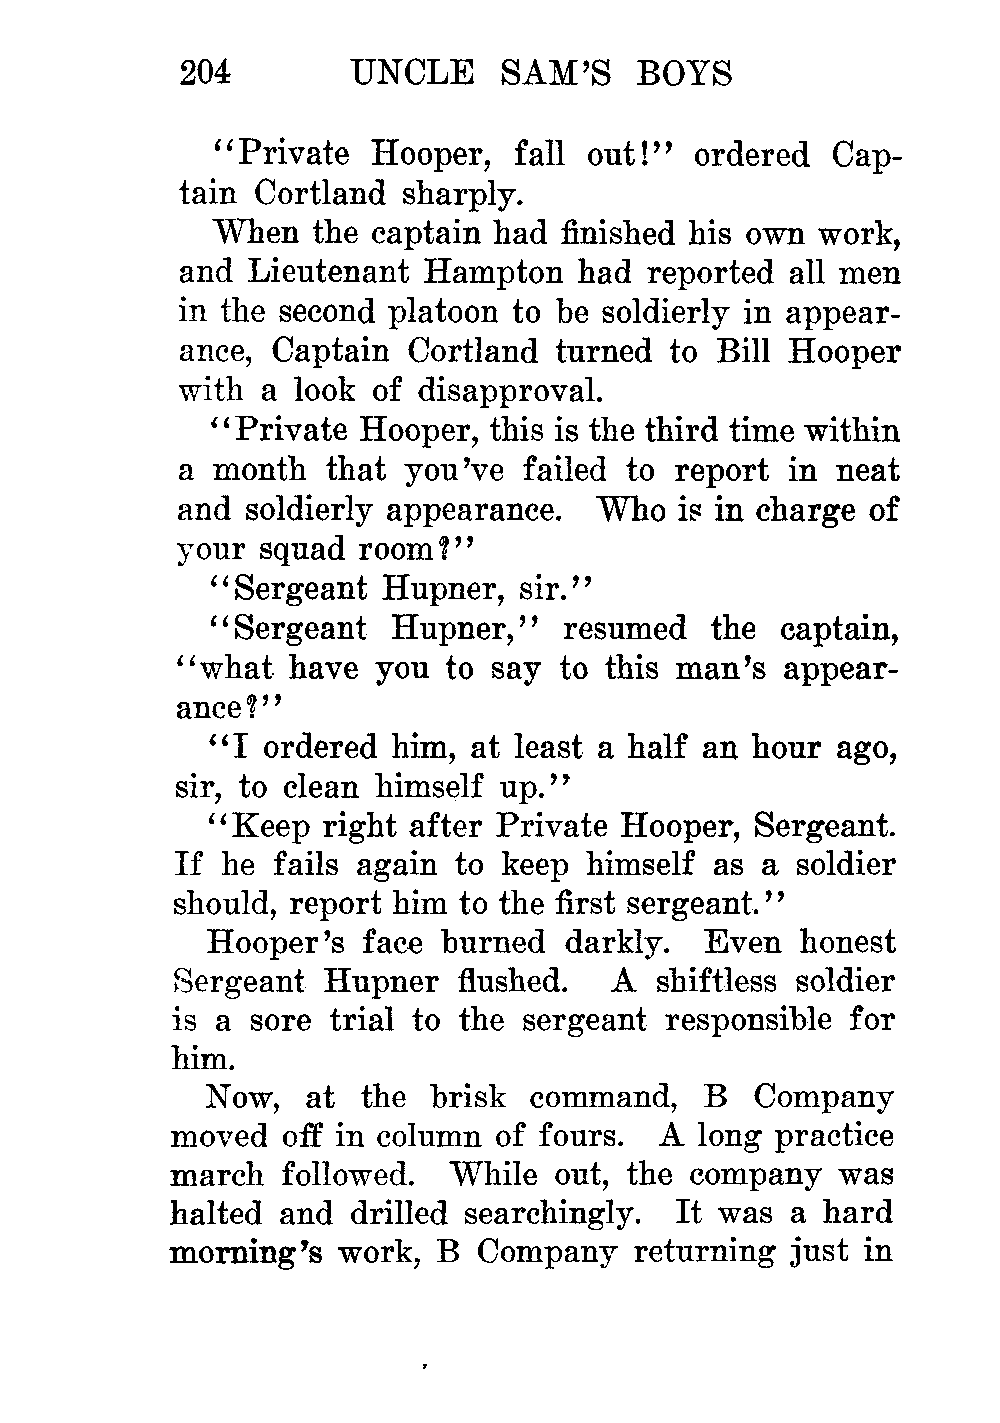 204 UNCLE SAM'S BOYS
"Private Hooper, fall out!" ordered Cap-
tain Cortland sharply.
When the captain had finished his own work,
and Lieutenant Hampton had reported all men
in the second platoon to be soldierly in appear-
ance, Captain Cortland turned to Bill Hooper
with a look of disapproval.
"Private Hooper, this is the third time within
a month that you've failed to report in neat
and soldierly appearance. Who is in charge of
your squad room?"
"Sergeant Hupner, sir."
"Sergeant Hupner," resumed the captain,
"what have you to say to this man's appear-
ance?"
"I ordered him, at least a half an hour ago,
sir, to clean himself up."
"Keep right after Private Hooper, Sergeant.
If he fails again to keep himself as a soldier
should, report him to the first sergeant."
Hooper's face burned darkly. Even honest
Sergeant Hupner flushed. A shiftless soldier
is a sore trial to the sergeant responsible for
him.
Now, at the brisk command, B Company
moved off in column of fours. A long practice
march followed. While out, the company was
halted and drilled searchingly. It was a hard
morning's work, B Company returning just in